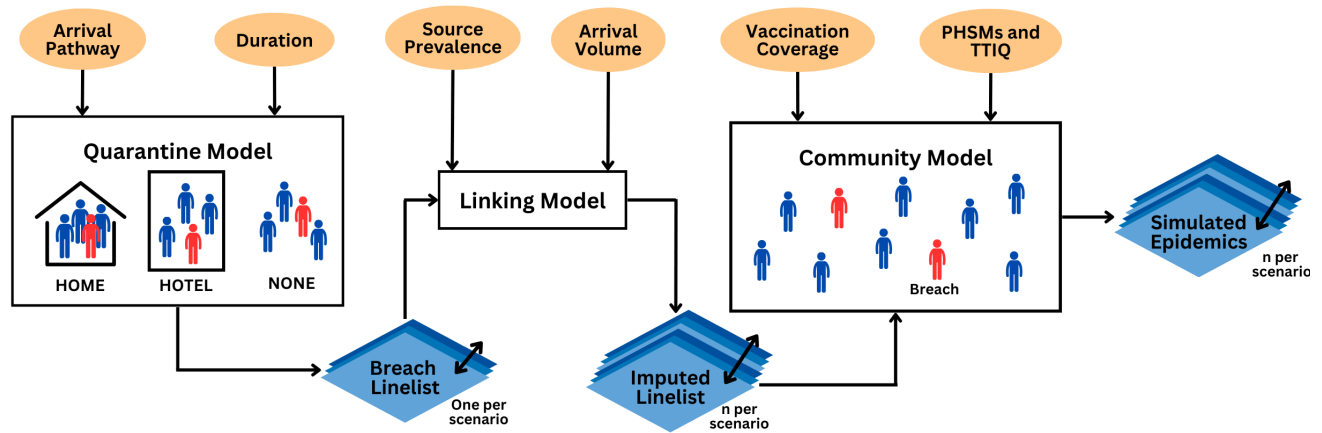 Arrival
Pathway
Duration
Source
Prevalence
Arrival
Volume
Vaccination
Coverage
PHSMs and
TTIQ
Quarantine Model
HOME
HOTEL
NONE
Linking Model
Community Model
Breach
Breach
Linelist
One per
scenario
Imputed
Linelist
n per
scenario
Simulated
Epidemics
n per
scenario